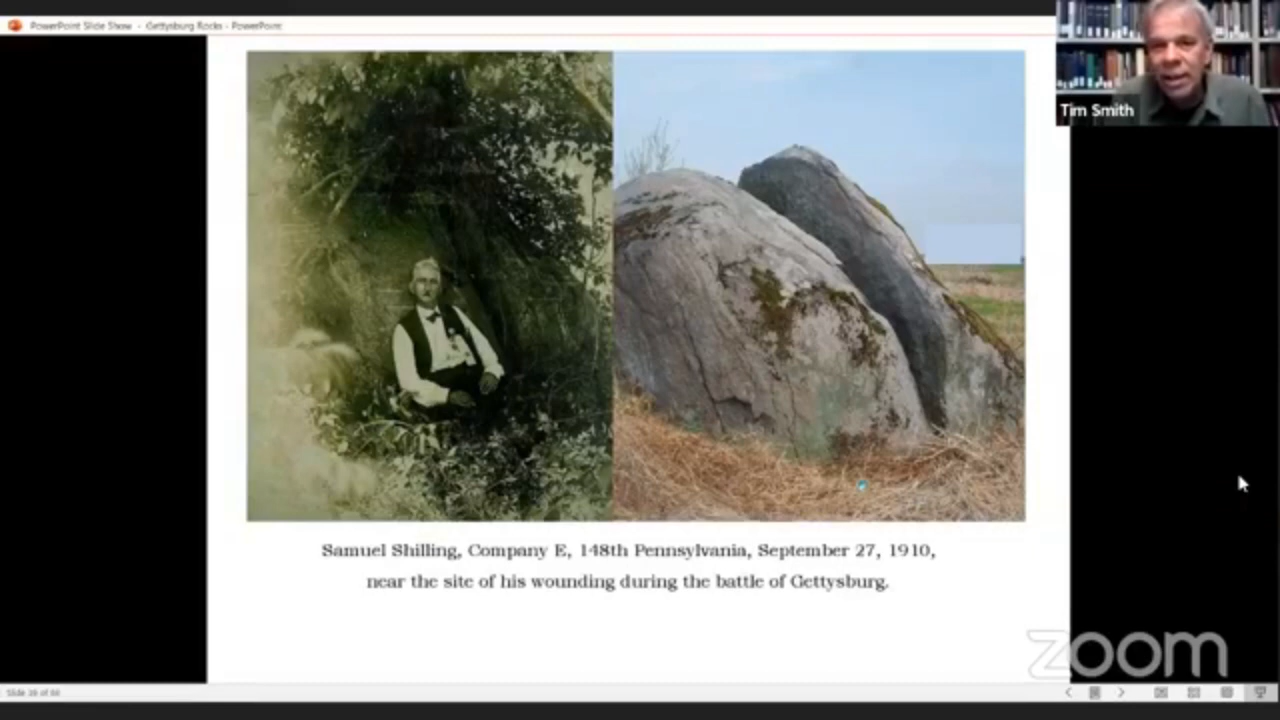 PowerPoint Slide Show - Gettysburg Rocks - PowerPoint
Tim Smith
Samuel Shilling, Company E, 148th Pennsylvania, September 27, 1910,
near the site of his wounding during the battle of Gettysburg.
zoom